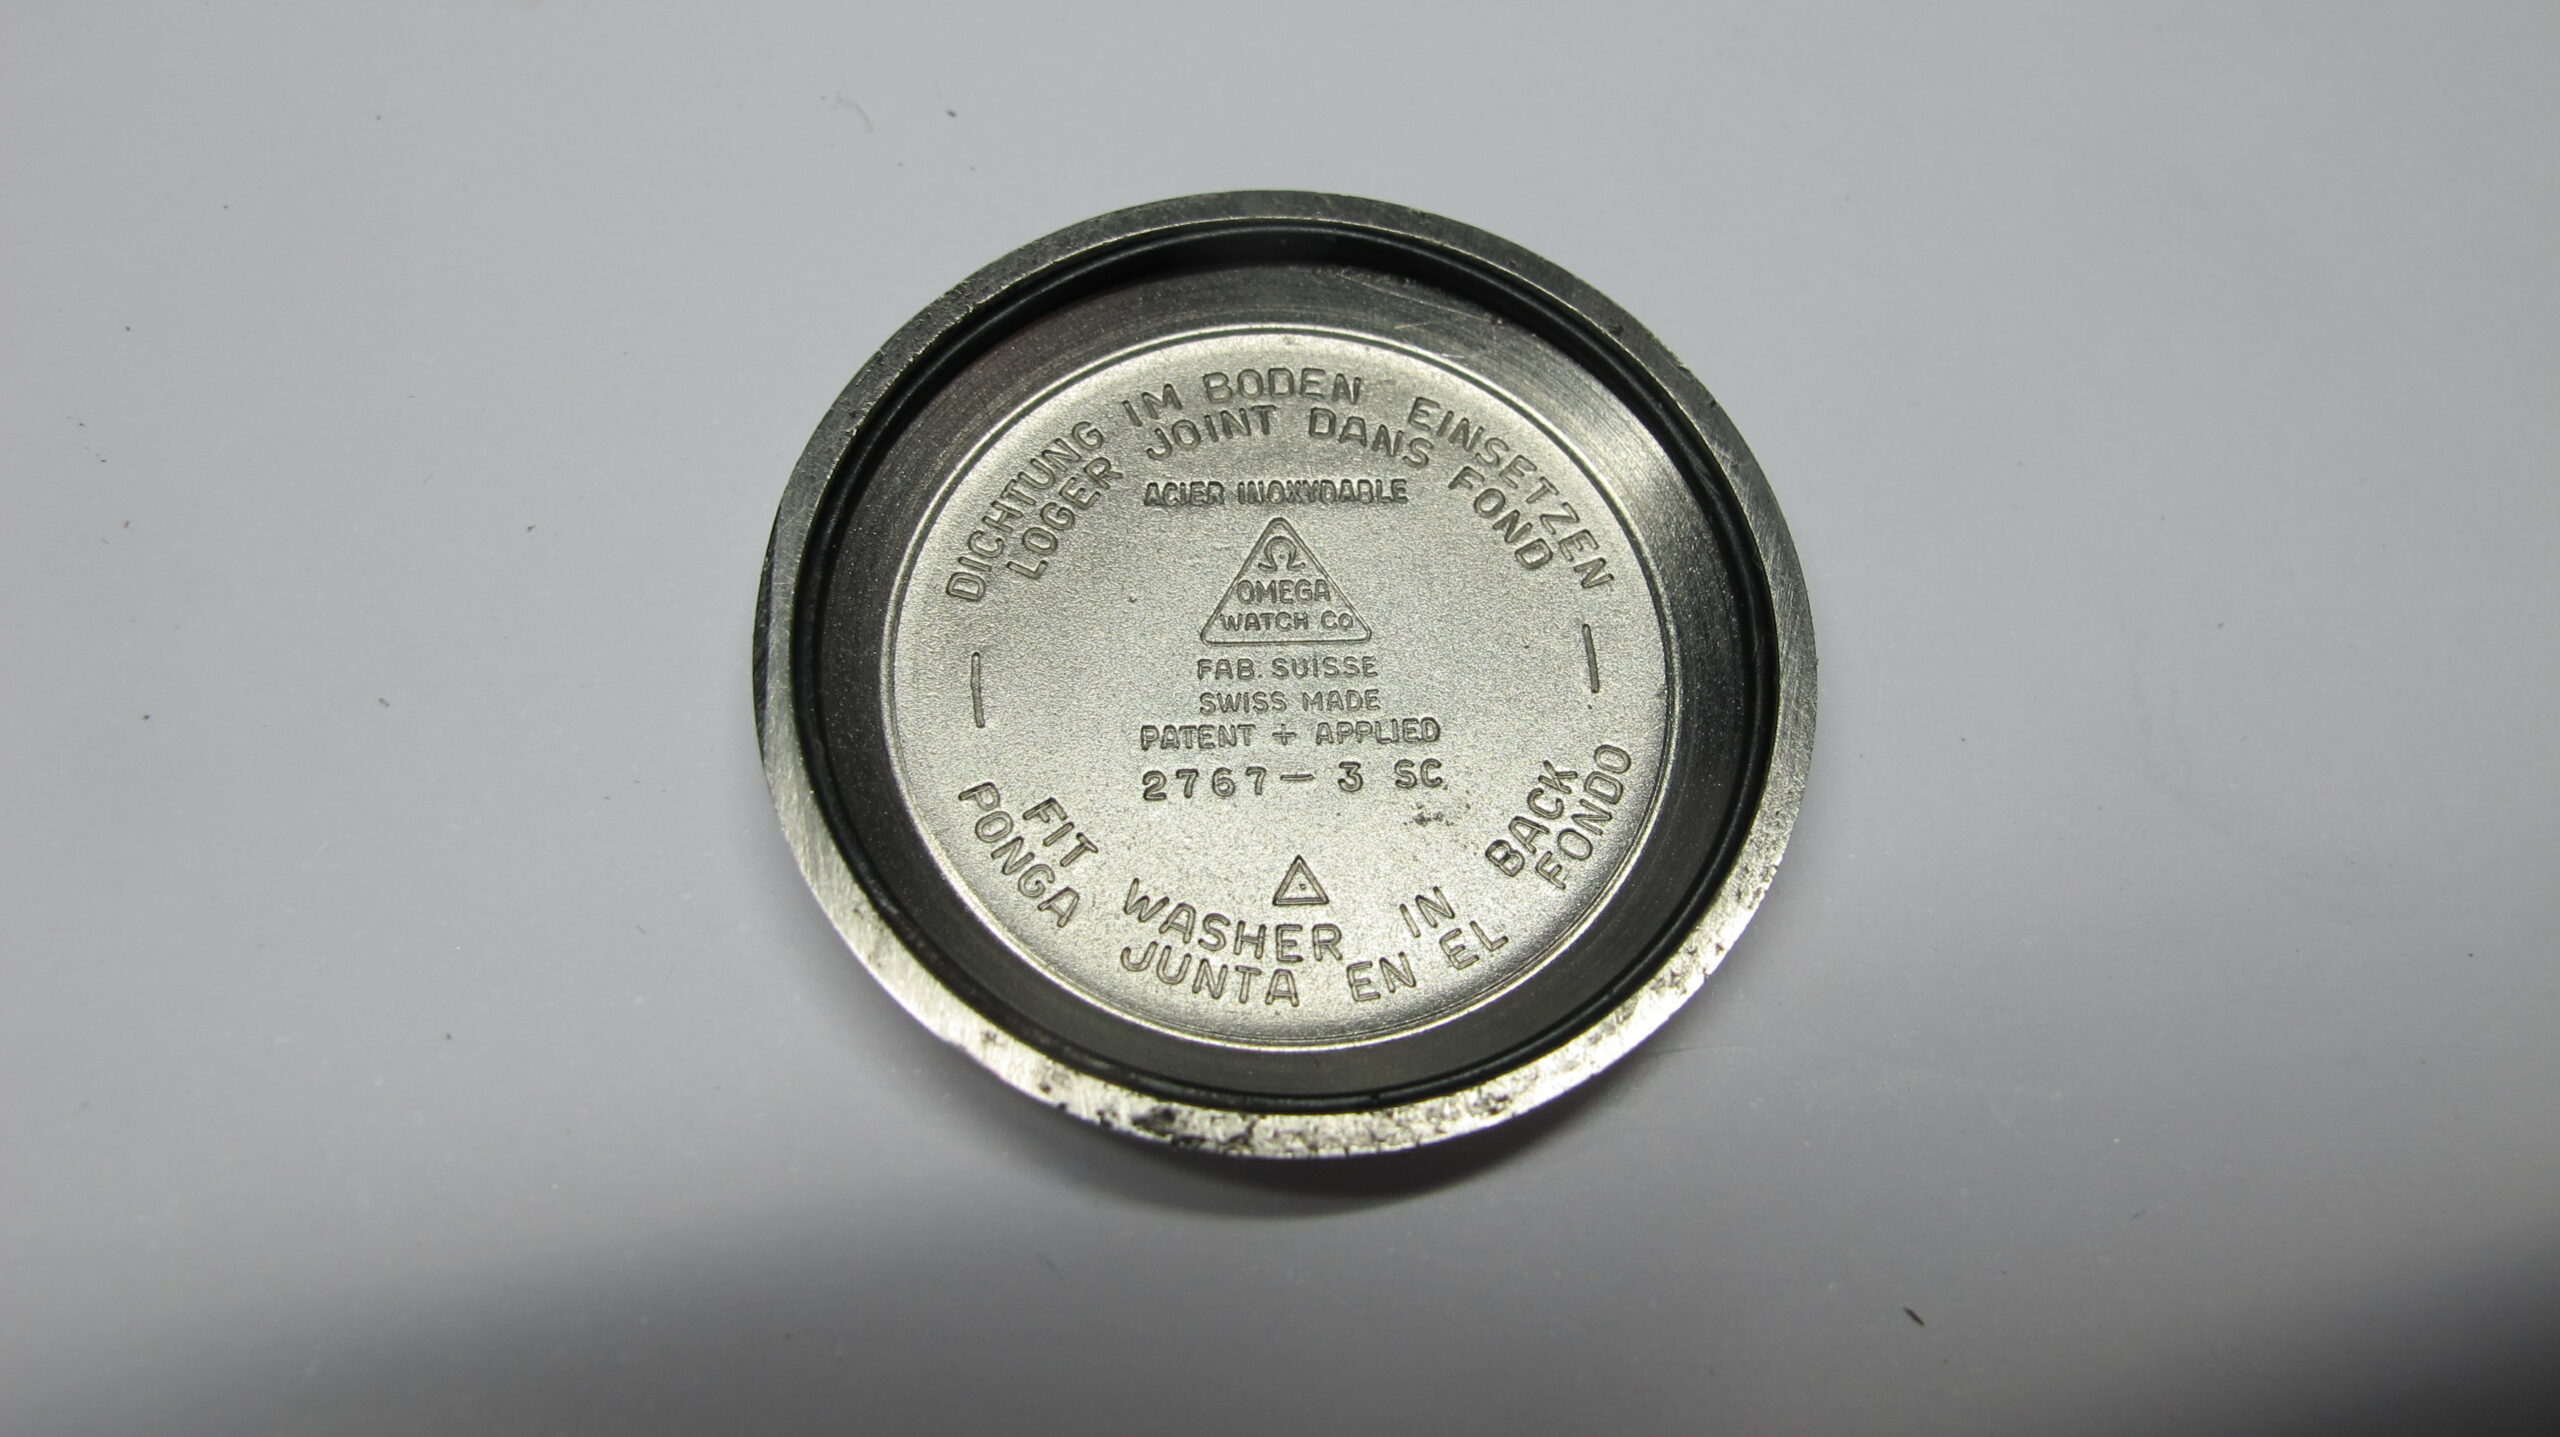 DICHTUNG IM BODEN EINSETZEN
LOGER JOINT DANS FOND
ACIER INOXYDABLE
Ω
OMEGA
WATCH CO
FAB. SUISSE
SWISS MADE
PATENT + APPLIED
2767-3 SC
FIT WASHER IN BACK
PONGA JUNTA EN EL FONDO